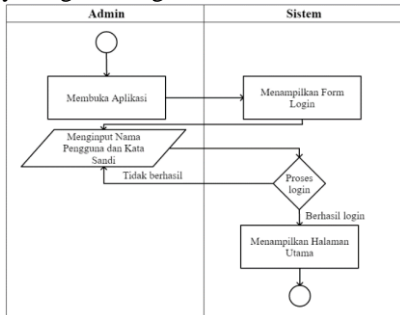 Admin
Sistem
Membuka Aplikasi
Menampilkan Form
Login
Menginput Nama
Pengguna dan Kata
Sandi
Tidak berhasil
Proses
login
Berhasil login
Menampilkan Halaman
Utama